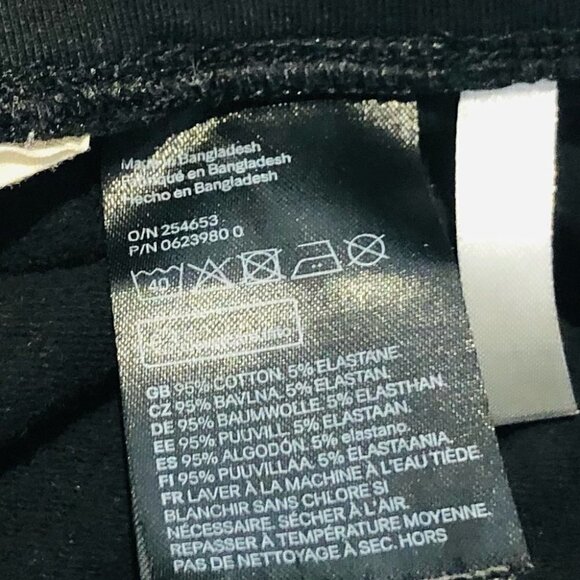 Made in Bangladesh
Fabriqué en Bangladesh
Hecho en Bangladesh
O/N 254653
P/N 0623980 0
40
GB 95% COTTON. 5% ELASTANE.
CZ 95% BAVLNA. 5% ELASTAN.
DE 95% BAUMWOLLE. 5% ELASTHAN.
EE 95% PUUVILL. 5% ELASTAAN.
ES 95% ALGODÓN. 5% elastano.
FI 95% PUUVILLAA. 5% ELASTAANIA.
FR LAVER À LA MACHINE À L'EAU TIÈDE.
BLANCHIR SANS CHLORE SI
NÉCESSAIRE. SÉCHER À L'AIR.
REPASSER À TEMPÉRATURE MOYENNE.
PAS DE NETTOYAGE À SEC. HORS